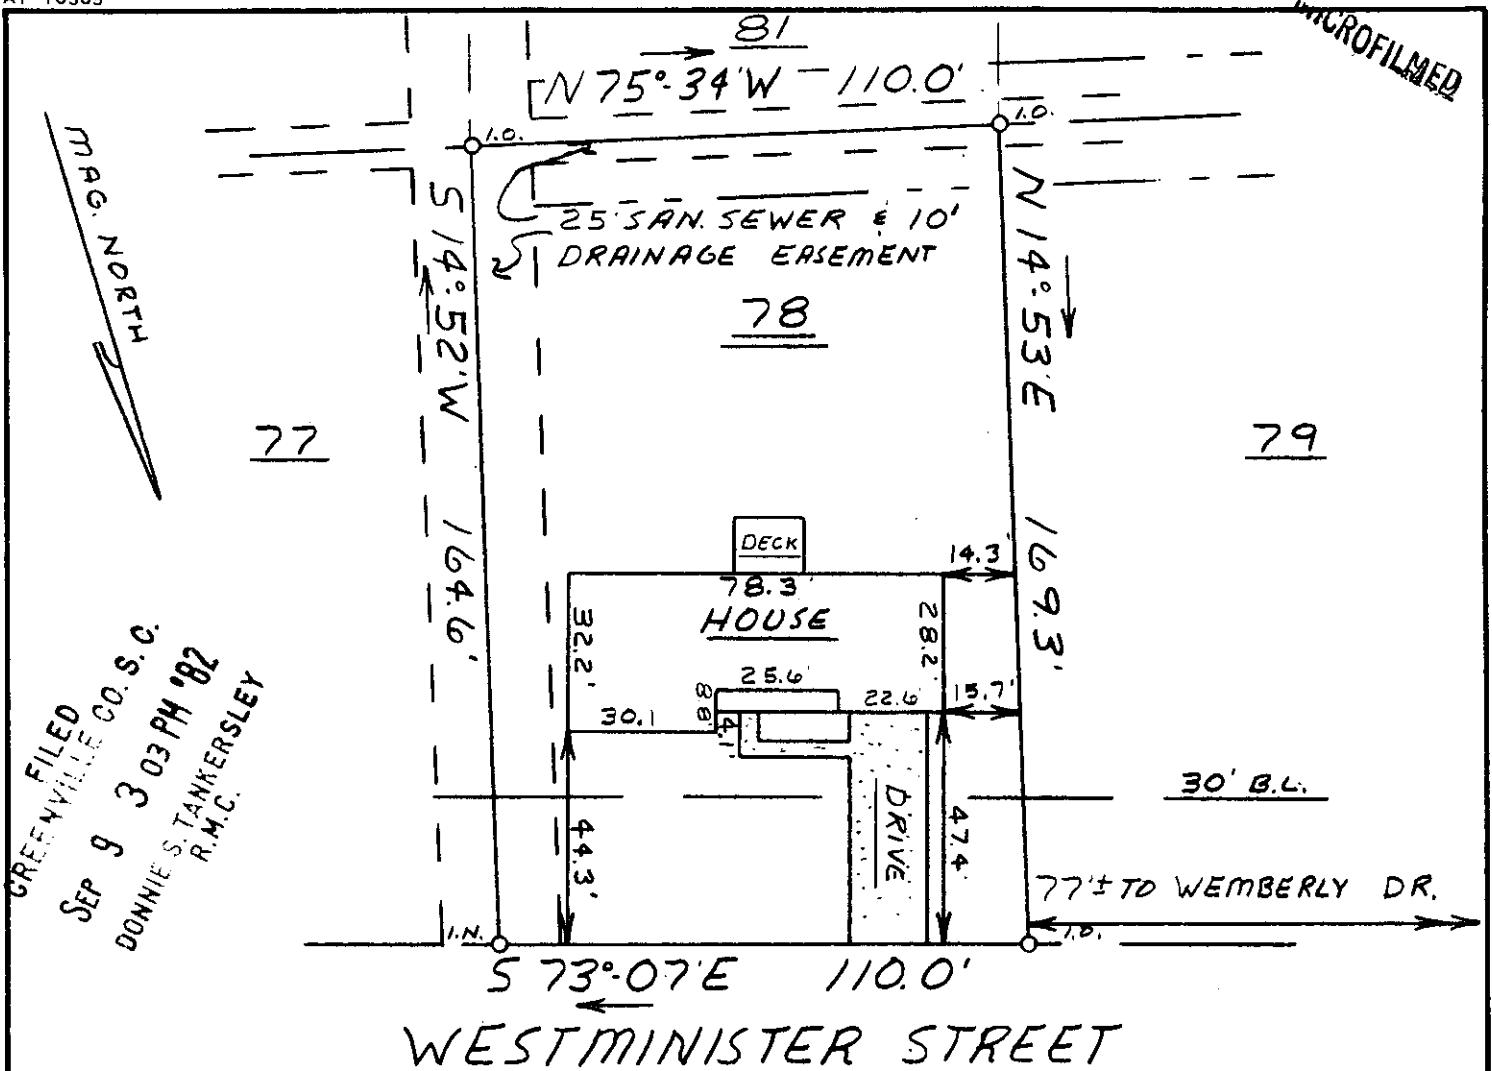 MICROFILMED
81
N 75°-34'W - 110.0'
I.O.
I.O.
MAG. NORTH
S 14°-52'W 164.6'
N 14°-53'E 169.3'
25' SAN. SEWER & 10'
DRAINAGE EASEMENT
78
77
79
DECK
14.3'
78.3'
HOUSE
32.2'
28.2'
25.6'
8.8
22.6'
15.7'
30.1
4.1'
FILED
GREENVILLE CO. S. C.
SEP 9 3 03 PM '82
DONNIE S. TANKERSLEY
R.M.C.
30' B.L.
DRIVE
44.3'
47.4'
77'± TO WEMBERLY DR.
I.N.
I.O.
S 73°-07'E 110.0'
WESTMINISTER STREET